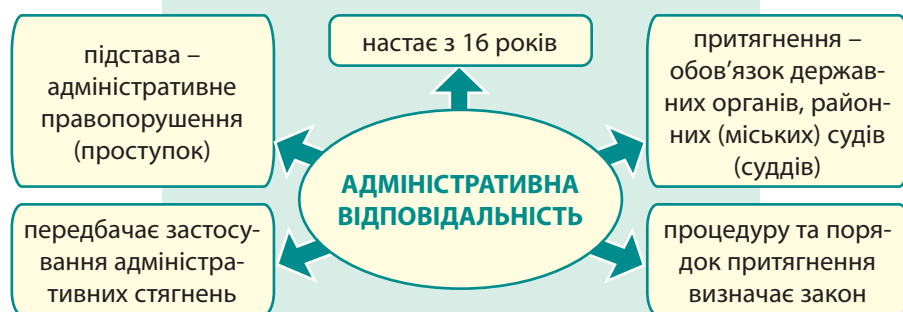 підстава –
адміністративне
правопорушення
(проступок)
настає з 16 років
притягнення –
обов’язок держав-
них органів, район-
них (міських) судів
(суддів)
АДМІНІСТРАТИВНА
ВІДПОВІДАЛЬНІСТЬ
передбачає застосу-
вання адміністра-
тивних стягнень
процедуру та поря-
док притягнення
визначає закон